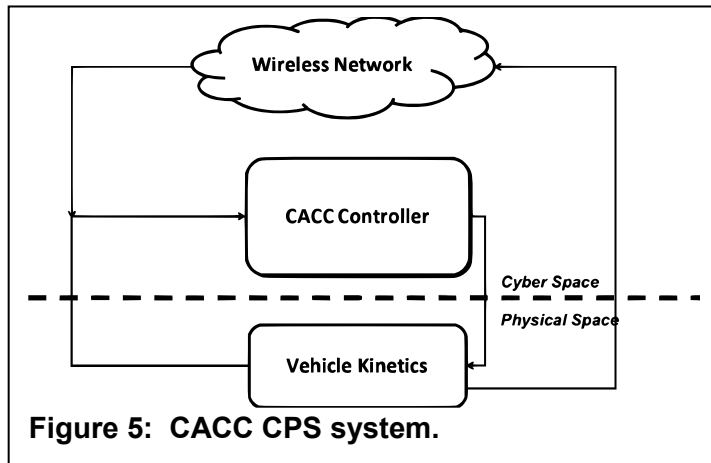 Wireless Network
CACC Controller
Cyber Space
Physical Space
Vehicle Kinetics
Figure 5: CACC CPS system.